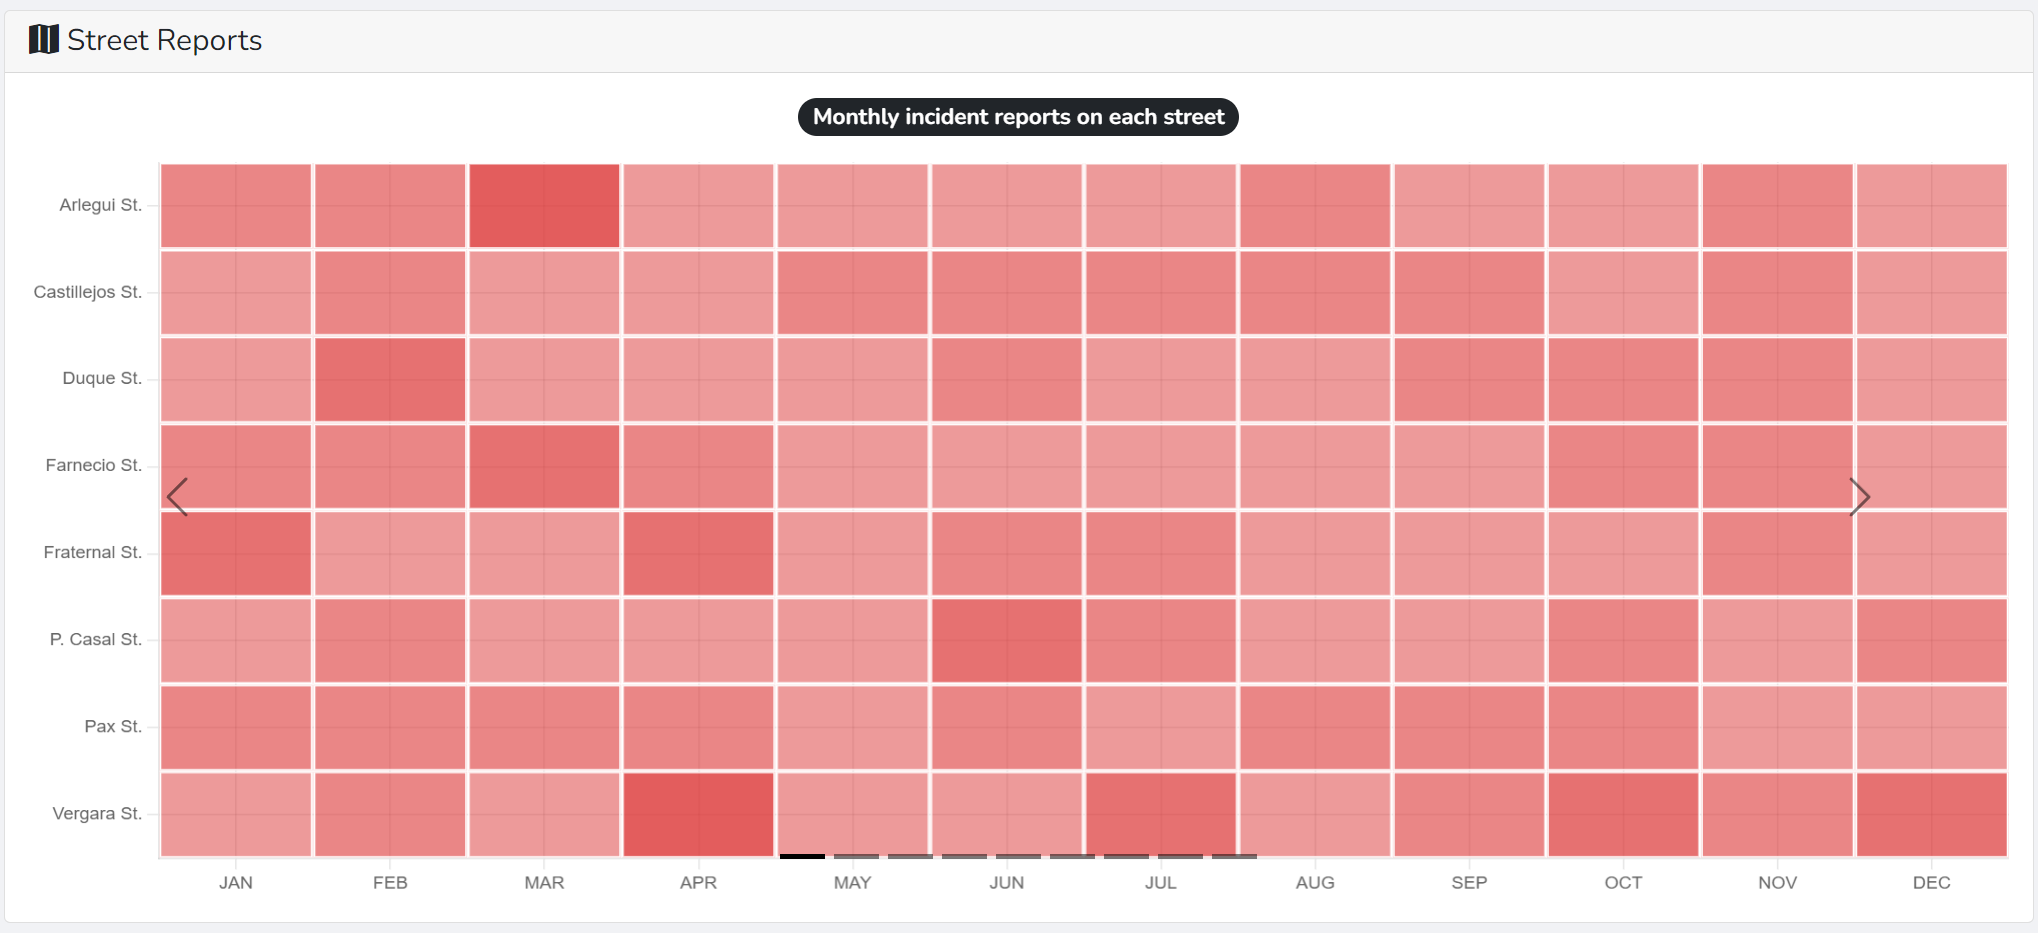 Street Reports
Monthly incident reports on each street
Arlegui St.
Castillejos St.
Duque St.
Farnecio St.
Fraternal St.
P. Casal St.
Pax St.
Vergara St.
JAN FEB MAR APR MAY JUN JUL AUG SEP OCT NOV DEC